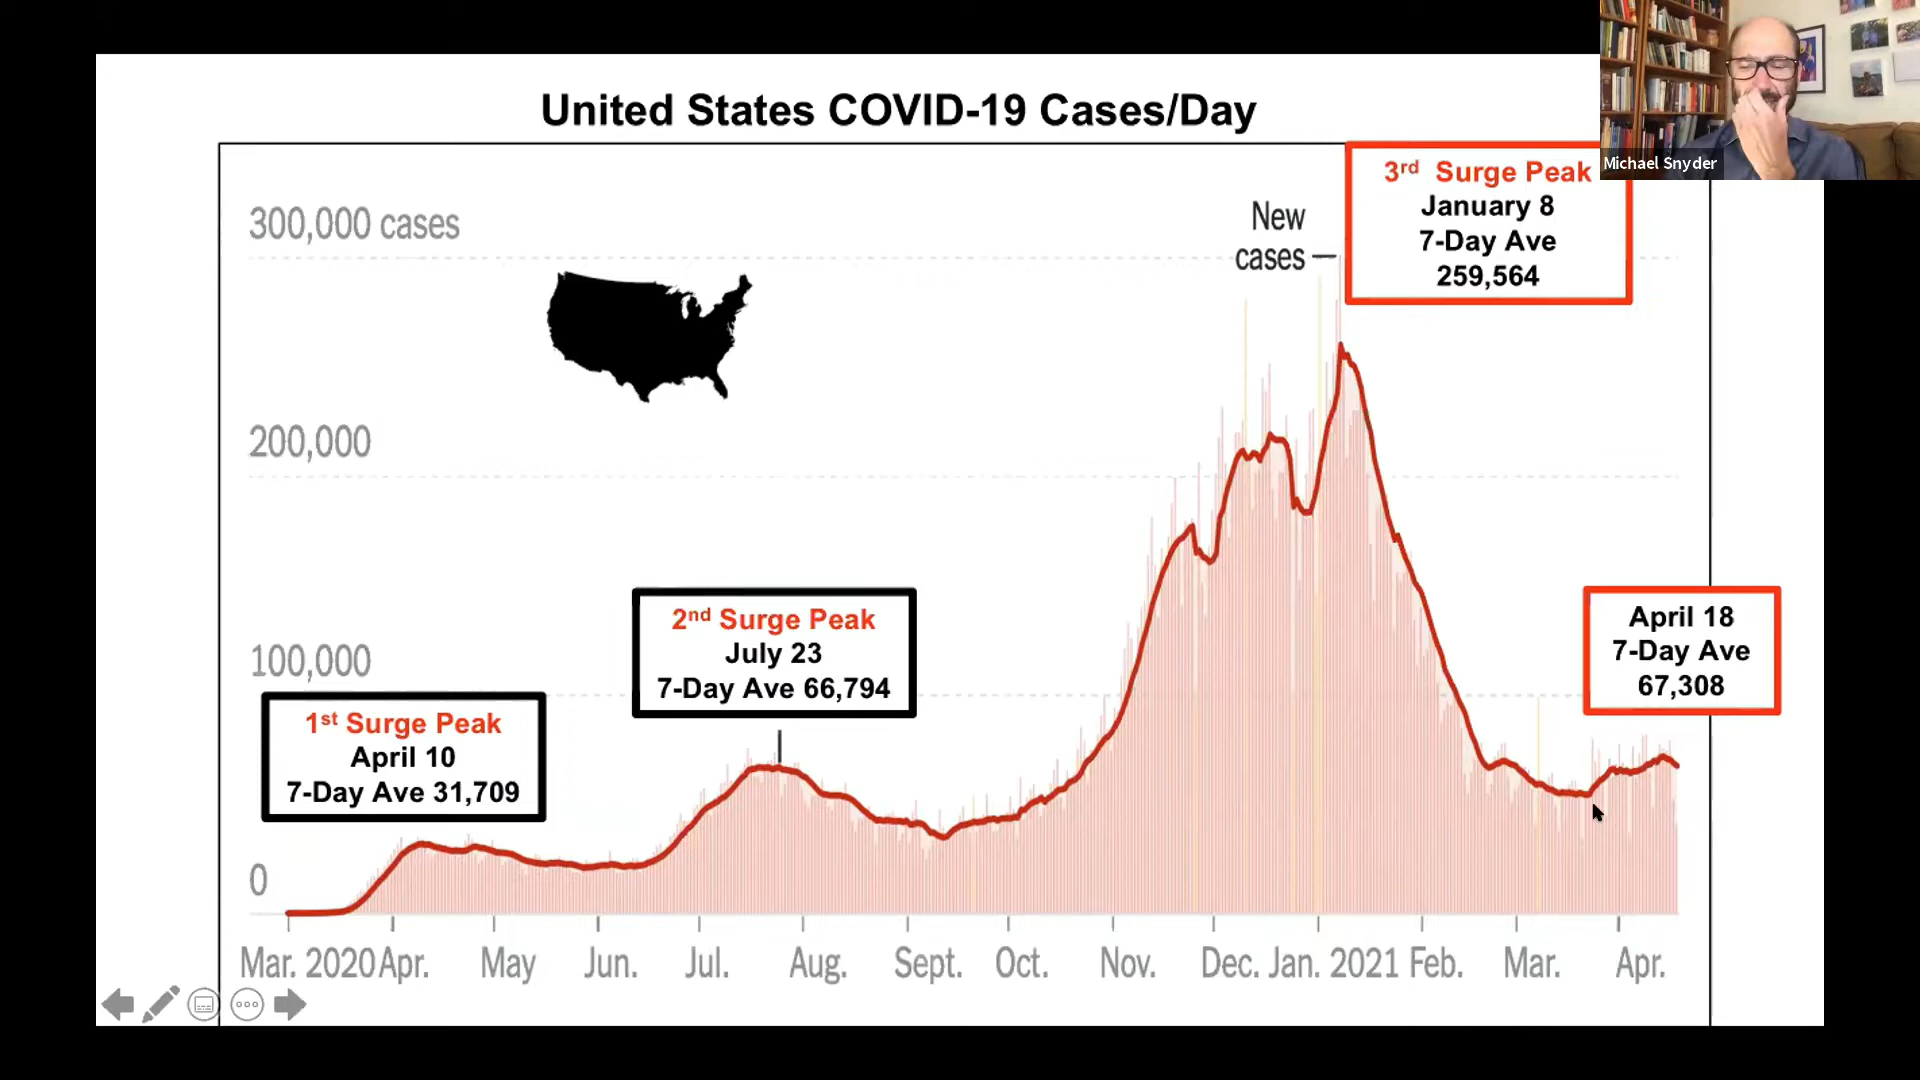 United States COVID-19 Cases/Day
Michael Snyder
3rd Surge Peak
January 8
7-Day Ave
259,564
New
cases
300,000 cases
200,000
100,000
0
2nd Surge Peak
July 23
7-Day Ave 66,794
April 18
7-Day Ave
67,308
1st Surge Peak
April 10
7-Day Ave 31,709
Mar. 2020 Apr. May Jun. Jul. Aug. Sept. Oct. Nov. Dec. Jan. 2021 Feb. Mar. Apr.